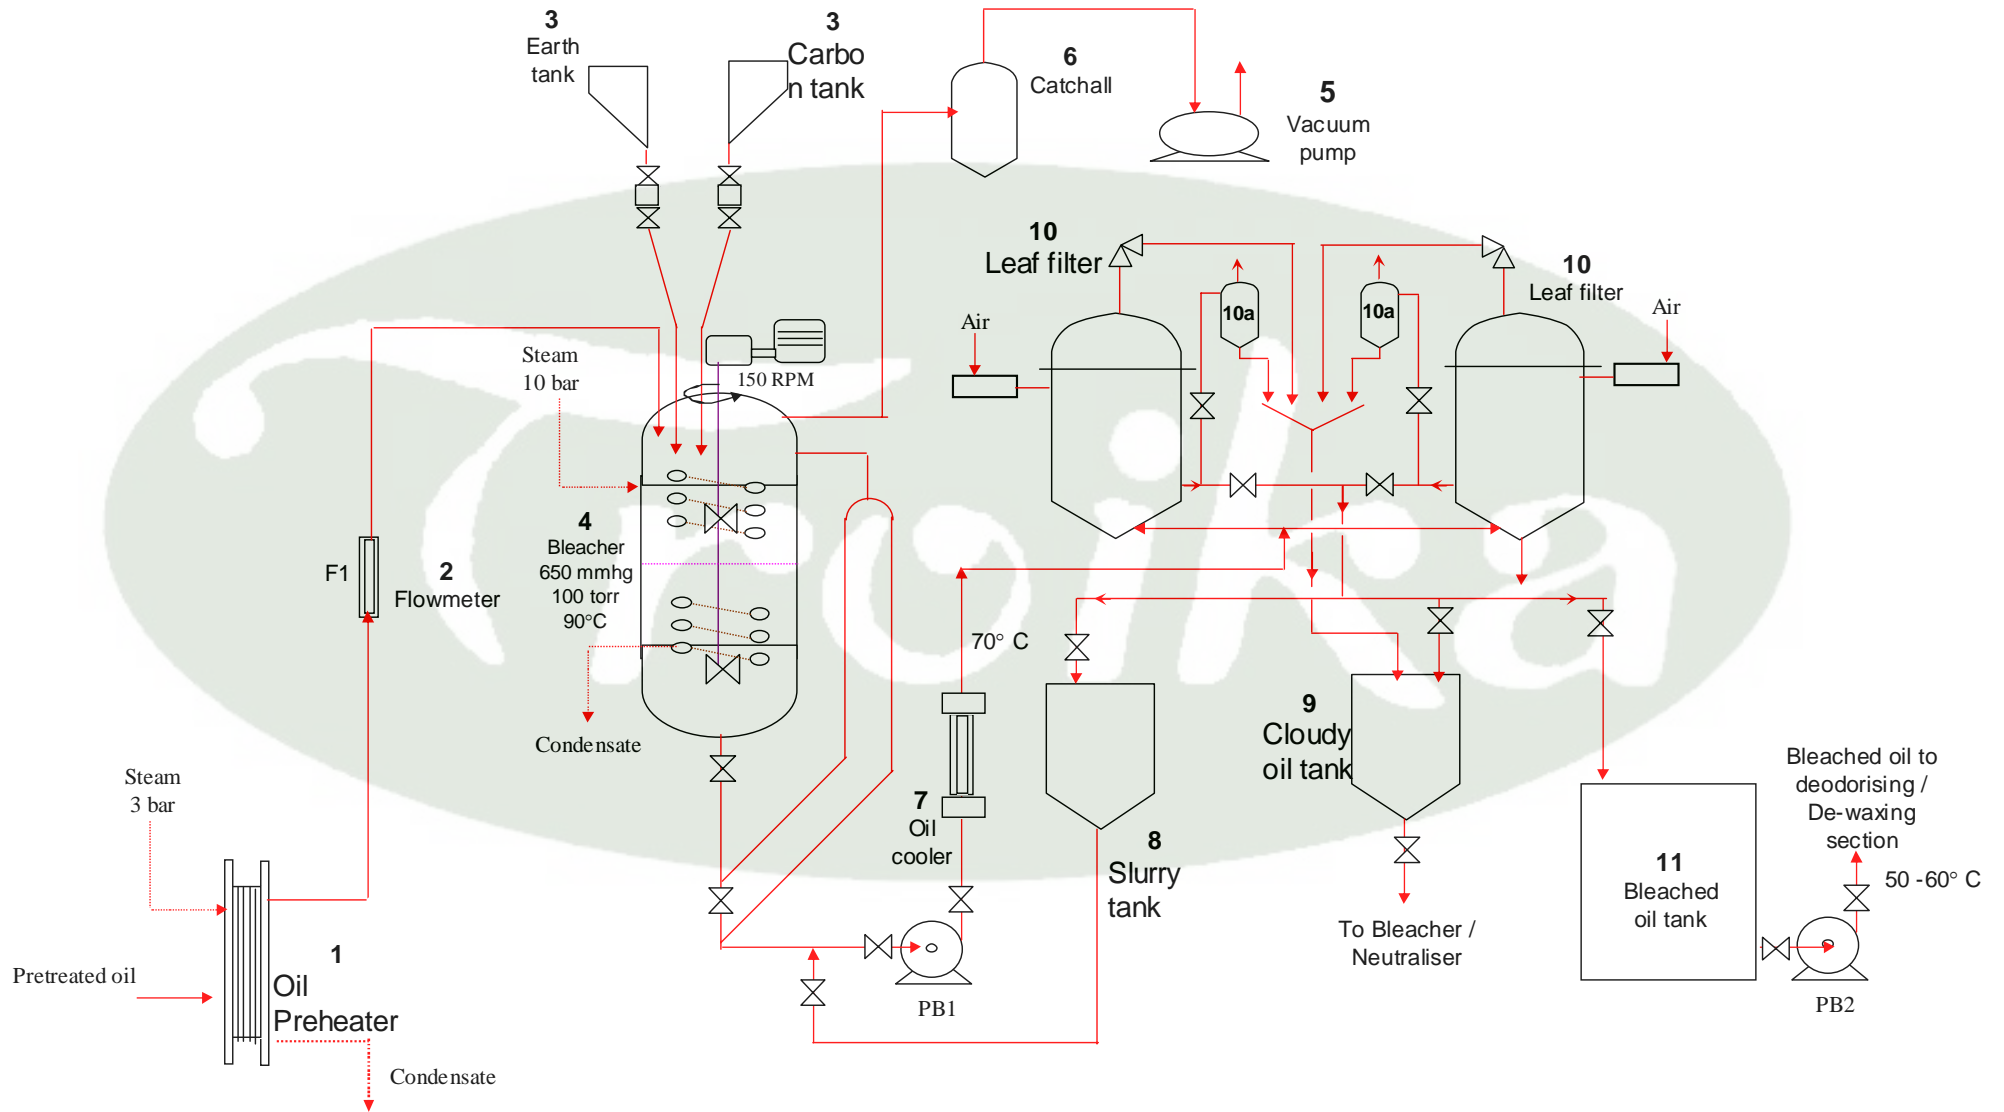 3
Earth
tank
3
Carbo
n tank
6
Catchall
5
Vacuum
pump
10
Leaf filter
10
Leaf filter
10a
10a
Air
Air
Steam
10 bar
150 RPM
4
Bleacher
650 mmhg
100 torr
90°C
F1
2
Flowmeter
Condensate
70° C
7
Oil
cooler
8
Slurry
tank
9
Cloudy
oil tank
To Bleacher /
Neutraliser
11
Bleached
oil tank
Bleached oil to
deodorising /
De-waxing
section
50 -60° C
PB1
PB2
Steam
3 bar
Pretreated oil
1
Oil
Preheater
Condensate
Troika